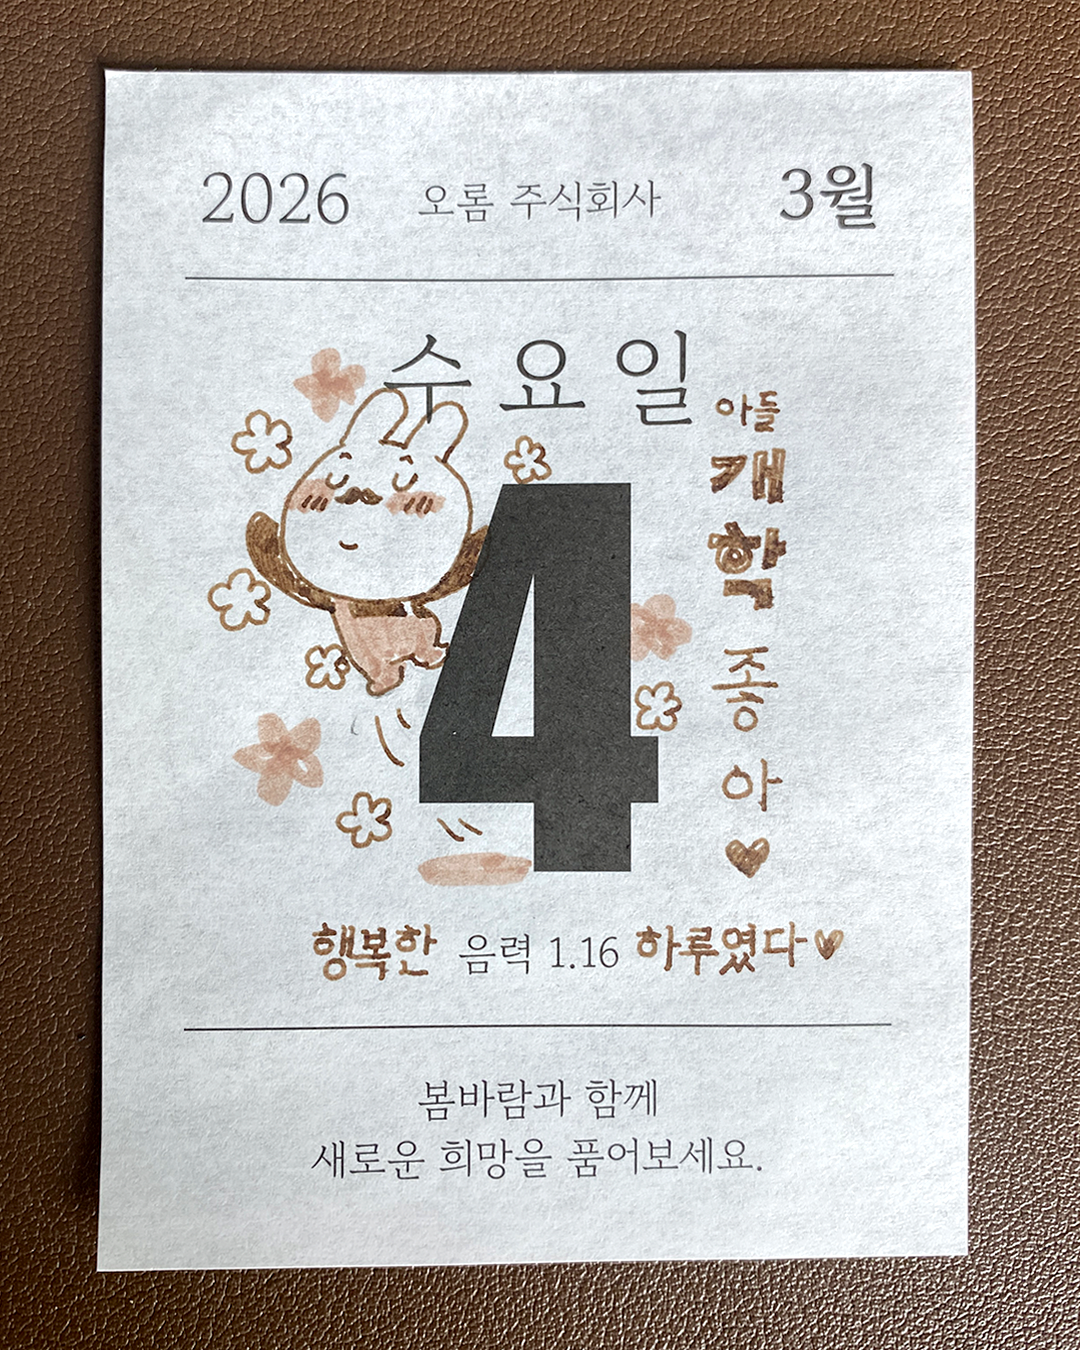 2026 오롬 주식회사 3월
수요일
4
아들
개학
좋
아
행복한 음력 1.16 하루였다
봄바람과 함께
새로운 희망을 품어보세요.